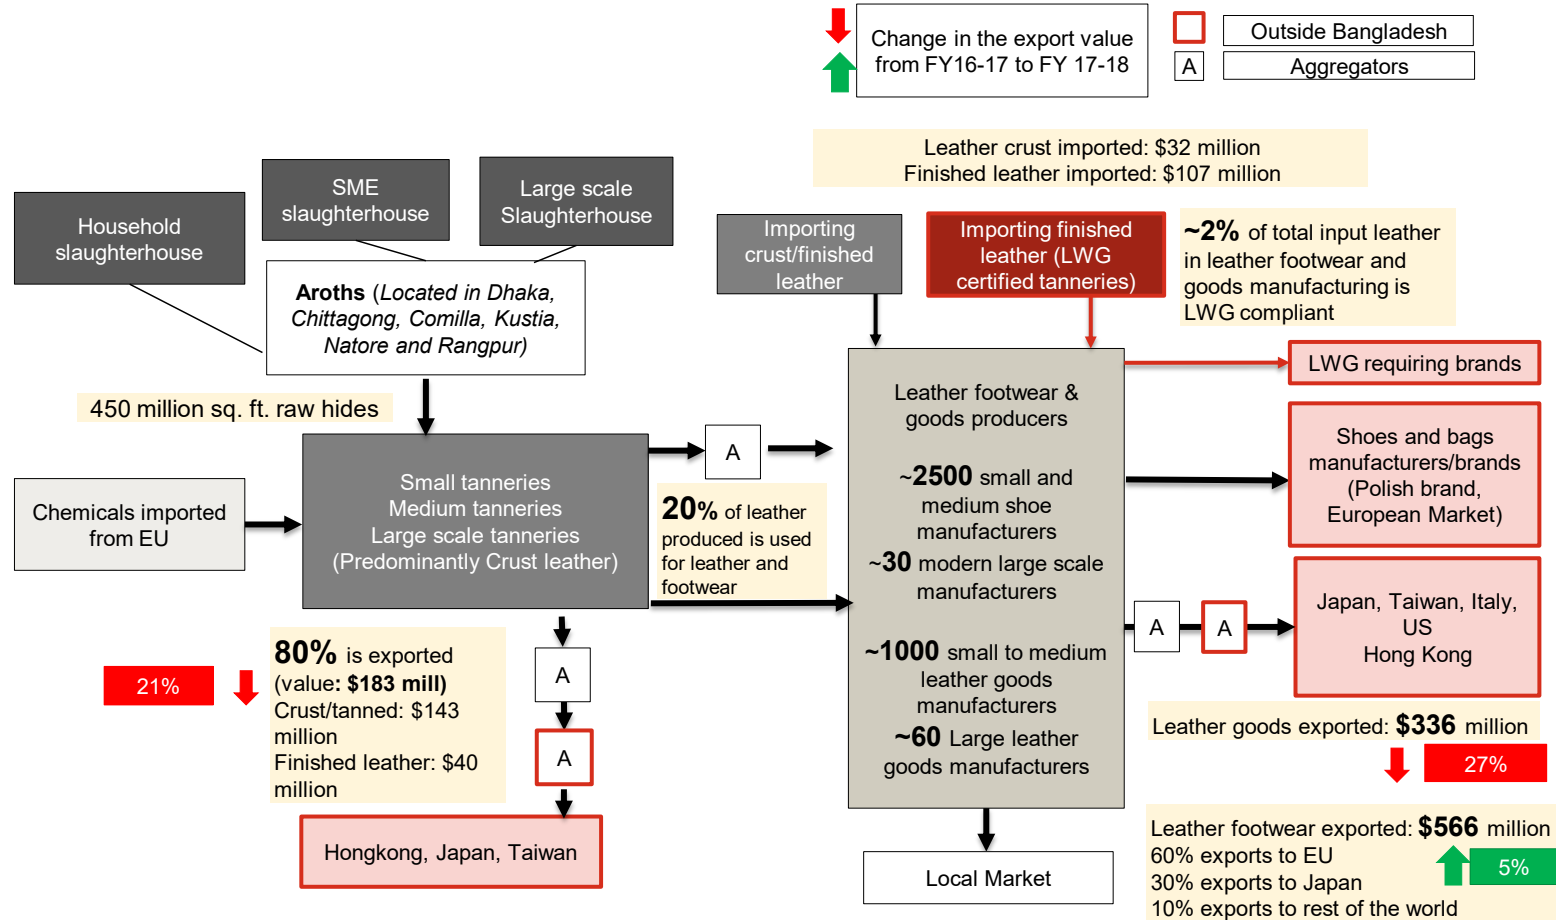 Change in the export value
from FY16-17 to FY 17-18
Outside Bangladesh
A
Aggregators
Leather crust imported: $32 million
Finished leather imported: $107 million
Household
slaughterhouse
SME
slaughterhouse
Large scale
Slaughterhouse
Aroths (Located in Dhaka,
Chittagong, Comilla, Kustia,
Natore and Rangpur)
Importing
crust/finished
leather
Importing finished
leather (LWG
certified tanneries)
~2% of total input leather
in leather footwear and
goods manufacturing is
LWG compliant
450 million sq. ft. raw hides
Chemicals imported
from EU
Small tanneries
Medium tanneries
Large scale tanneries
(Predominantly Crust leather)
A
20% of leather
produced is used
for leather and
footwear
Leather footwear &
goods producers
~2500 small and
medium shoe
manufacturers
~30 modern large scale
manufacturers
~1000 small to medium
leather goods
manufacturers
~60 Large leather
goods manufacturers
LWG requiring brands
Shoes and bags
manufacturers/brands
(Polish brand,
European Market)
A
A
Japan, Taiwan, Italy,
US
Hong Kong
21%
80% is exported
(value: $183 mill)
Crust/tanned: $143
million
Finished leather: $40
million
A
A
Hongkong, Japan, Taiwan
Local Market
Leather goods exported: $336 million
27%
Leather footwear exported: $566 million
60% exports to EU
30% exports to Japan
10% exports to rest of the world
5%